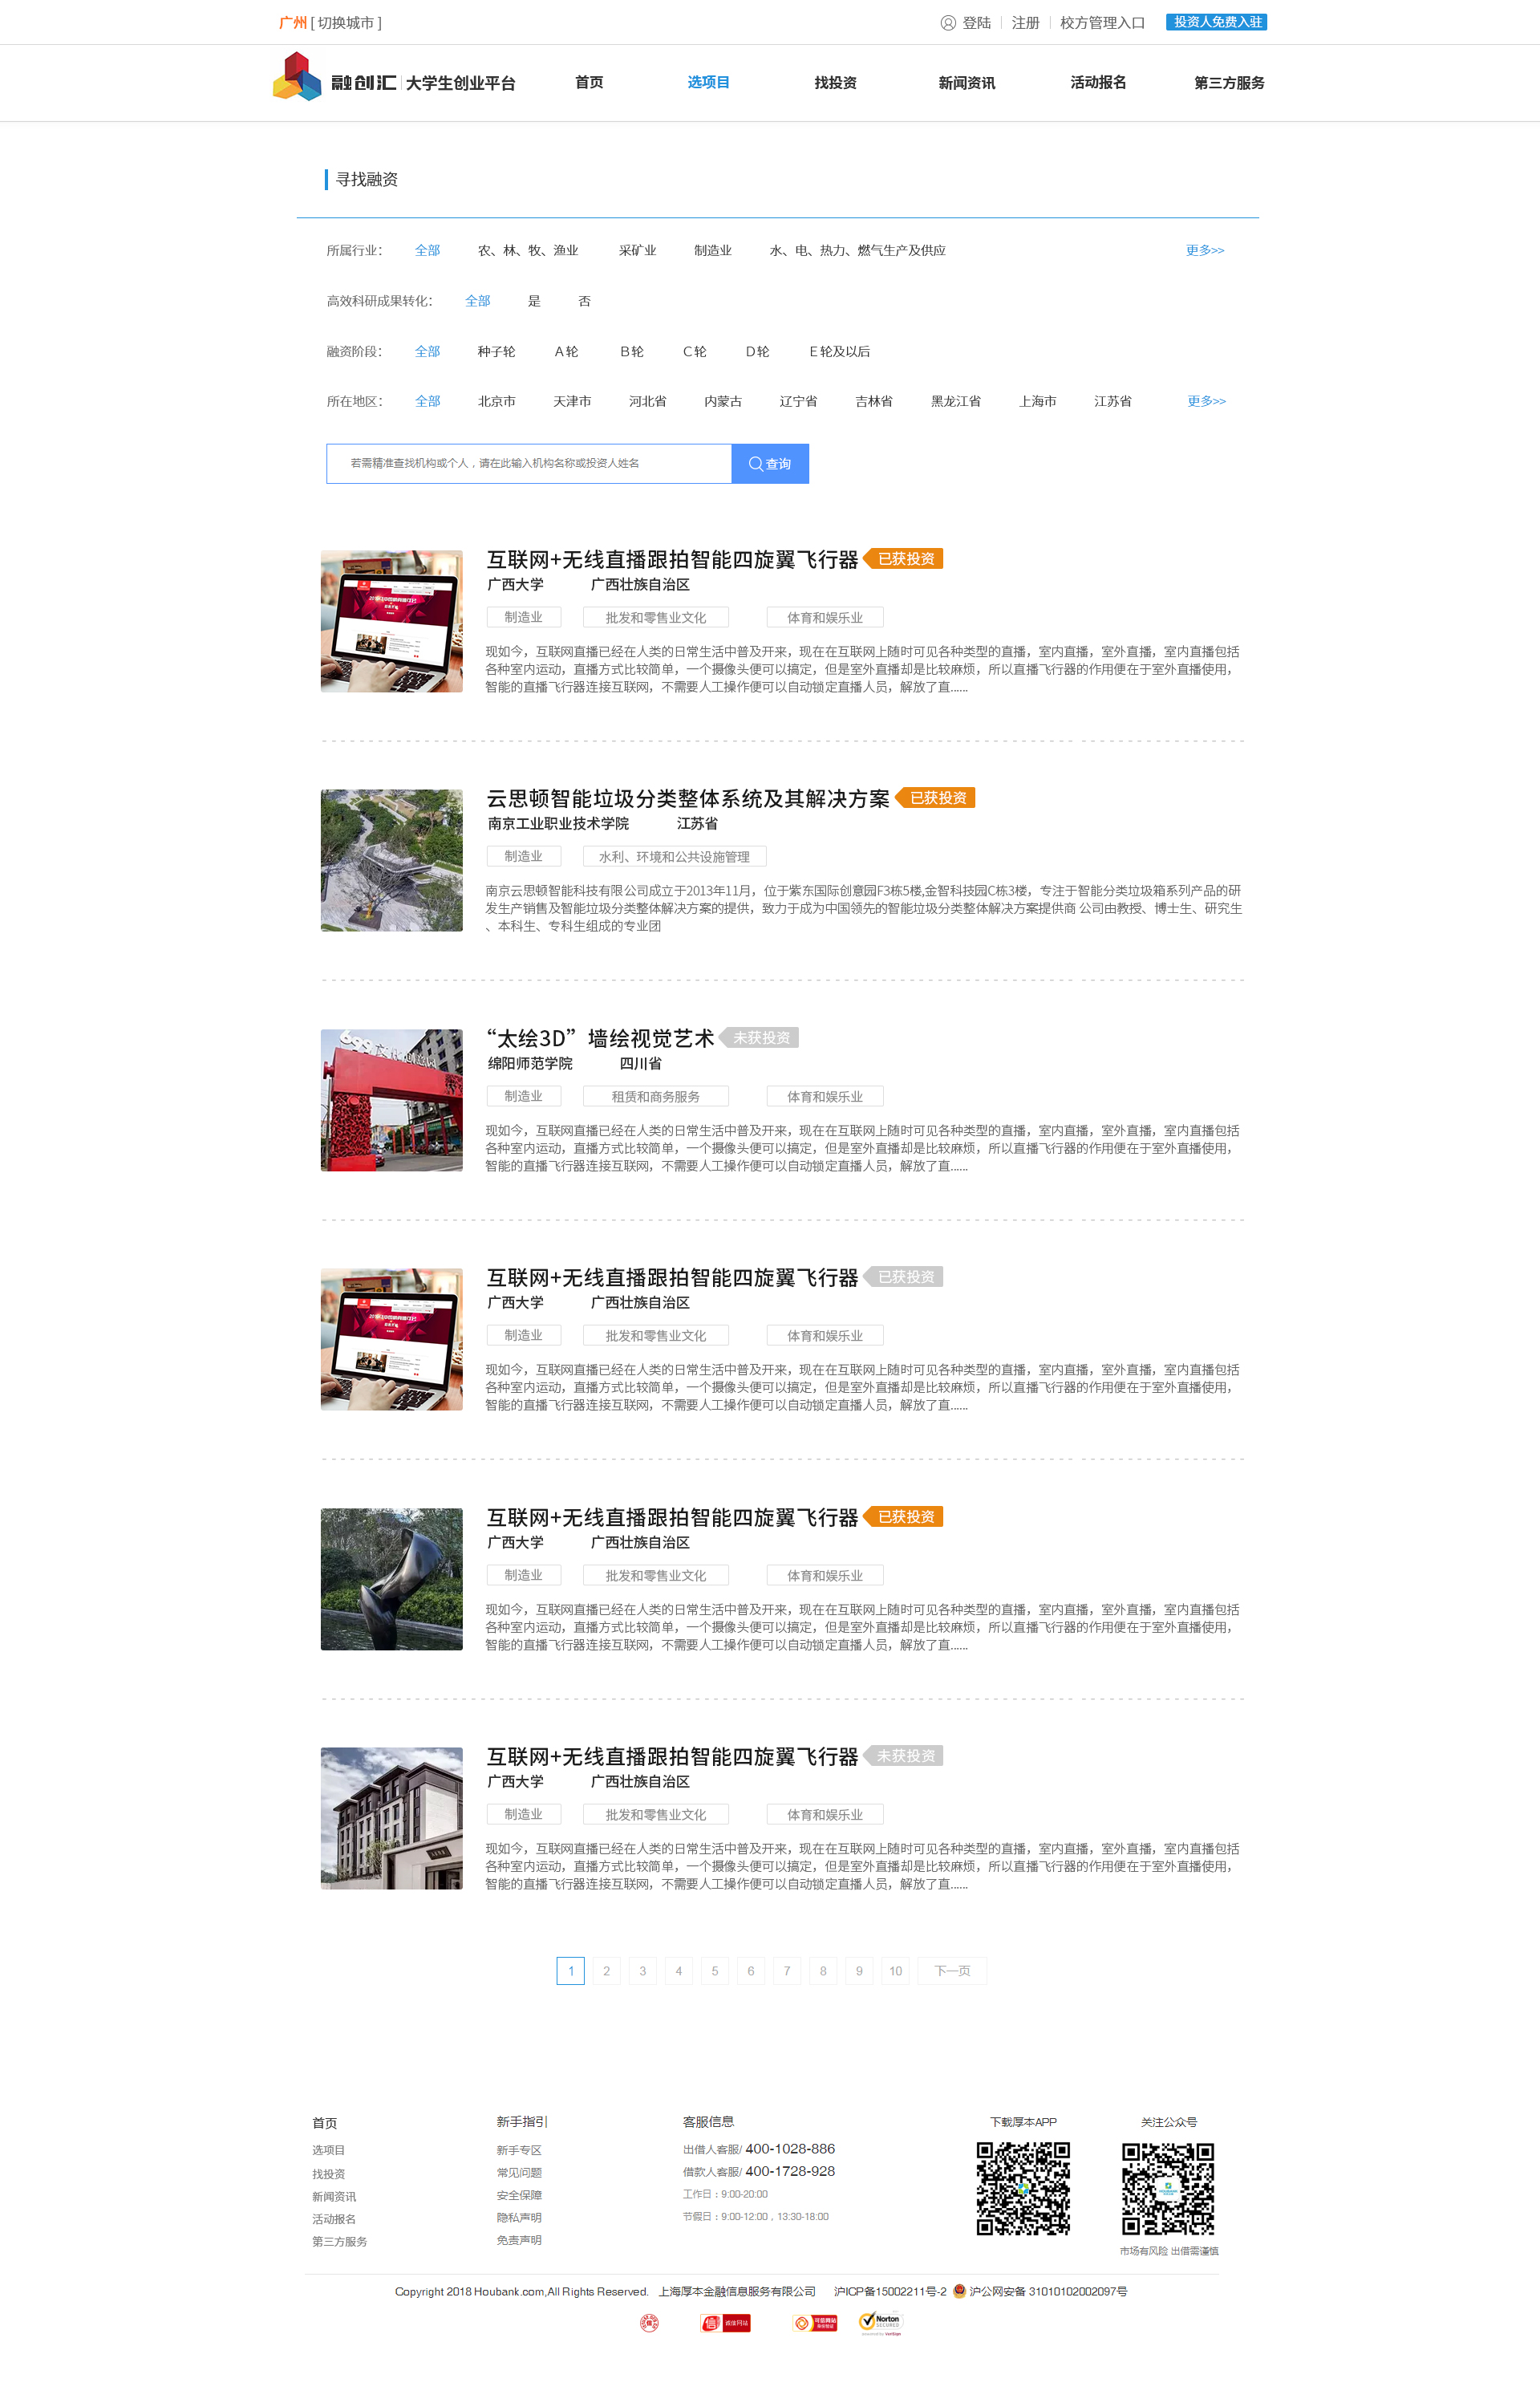 广州 [ 切换城市 ]
登陆 注册 校方管理入口 投资人免费入驻
融创汇 大学生创业平台 首页 选项目 找投资 新闻资讯 活动报名 第三方服务
寻找融资
所属行业： 全部 农、林、牧、渔业 采矿业 制造业 水、电、热力、燃气生产及供应 更多>>
高效科研成果转化： 全部 是 否
融资阶段： 全部 种子轮 A轮 B轮 C轮 D轮 E轮及以后
所在地区： 全部 北京市 天津市 河北省 内蒙古 辽宁省 吉林省 黑龙江省 上海市 江苏省 更多>>
若需精准查找机构或个人，请在此输入机构名称或投资人姓名 查询
互联网+无线直播跟拍智能四旋翼飞行器 已获投资
广西大学 广西壮族自治区
制造业 批发和零售业文化 体育和娱乐业
现如今，互联网直播已经在人类的日常生活中普及开来，现在在互联网上随时可见各种类型的直播，室内直播，室外直播，室内直播包括
各种室内运动，直播方式比较简单，一个摄像头便可以搞定，但是室外直播却是比较麻烦，所以直播飞行器的作用便在于室外直播使用，
智能的直播飞行器连接互联网，不需要人工操作便可以自动锁定直播人员，解放了直......
云思顿智能垃圾分类整体系统及其解决方案 已获投资
南京工业职业技术学院 江苏省
制造业 水利、环境和公共设施管理
南京云思顿智能科技有限公司成立于2013年11月，位于紫东国际创意园F3栋5楼,金智科技园C栋3楼，专注于智能分类垃圾箱系列产品的研
发生产销售及智能垃圾分类整体解决方案的提供，致力于成为中国领先的智能垃圾分类整体解决方案提供商 公司由教授、博士生、研究生
、本科生、专科生组成的专业团
“太绘3D”墙绘视觉艺术 未获投资
绵阳师范学院 四川省
制造业 租赁和商务服务 体育和娱乐业
现如今，互联网直播已经在人类的日常生活中普及开来，现在在互联网上随时可见各种类型的直播，室内直播，室外直播，室内直播包括
各种室内运动，直播方式比较简单，一个摄像头便可以搞定，但是室外直播却是比较麻烦，所以直播飞行器的作用便在于室外直播使用，
智能的直播飞行器连接互联网，不需要人工操作便可以自动锁定直播人员，解放了直......
互联网+无线直播跟拍智能四旋翼飞行器 已获投资
广西大学 广西壮族自治区
制造业 批发和零售业文化 体育和娱乐业
现如今，互联网直播已经在人类的日常生活中普及开来，现在在互联网上随时可见各种类型的直播，室内直播，室外直播，室内直播包括
各种室内运动，直播方式比较简单，一个摄像头便可以搞定，但是室外直播却是比较麻烦，所以直播飞行器的作用便在于室外直播使用，
智能的直播飞行器连接互联网，不需要人工操作便可以自动锁定直播人员，解放了直......
互联网+无线直播跟拍智能四旋翼飞行器 已获投资
广西大学 广西壮族自治区
制造业 批发和零售业文化 体育和娱乐业
现如今，互联网直播已经在人类的日常生活中普及开来，现在在互联网上随时可见各种类型的直播，室内直播，室外直播，室内直播包括
各种室内运动，直播方式比较简单，一个摄像头便可以搞定，但是室外直播却是比较麻烦，所以直播飞行器的作用便在于室外直播使用，
智能的直播飞行器连接互联网，不需要人工操作便可以自动锁定直播人员，解放了直......
互联网+无线直播跟拍智能四旋翼飞行器 未获投资
广西大学 广西壮族自治区
制造业 批发和零售业文化 体育和娱乐业
现如今，互联网直播已经在人类的日常生活中普及开来，现在在互联网上随时可见各种类型的直播，室内直播，室外直播，室内直播包括
各种室内运动，直播方式比较简单，一个摄像头便可以搞定，但是室外直播却是比较麻烦，所以直播飞行器的作用便在于室外直播使用，
智能的直播飞行器连接互联网，不需要人工操作便可以自动锁定直播人员，解放了直......
1 2 3 4 5 6 7 8 9 10 下一页
首页
选项目
找投资
新闻资讯
活动报名
第三方服务
新手指引
新手专区
常见问题
安全保障
隐私声明
免责声明
客服信息
出借人客服/ 400-1028-886
借款人客服/ 400-1728-928
工作日：9:00-20:00
节假日：9:00-12:00，13:30-18:00
下载厚本APP
关注公众号
市场有风险 出借需谨慎
Copyright 2018 Houbank.com,All Rights Reserved. 上海厚本金融信息服务有限公司 沪ICP备15002211号-2 沪公网安备 31010102002097号
诚信网站 可信网站 Norton
SECURED